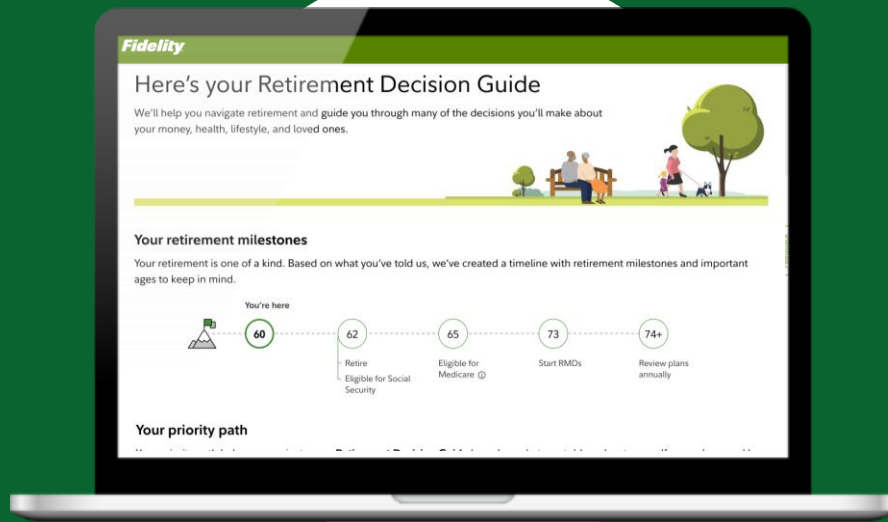 Fidelity
Here's your Retirement Decision Guide
We'll help you navigate retirement and guide you through many of the decisions you'll make about
your money, health, lifestyle, and loved ones.
Your retirement milestones
Your retirement is one of a kind. Based on what you've told us, we've created a timeline with retirement milestones and important
ages to keep in mind.
You're here
60
62
65
73
74+
Retire
Eligible for Social
Security
Eligible for
Medicare
Start RMDs
Review plans
annually
Your priority path